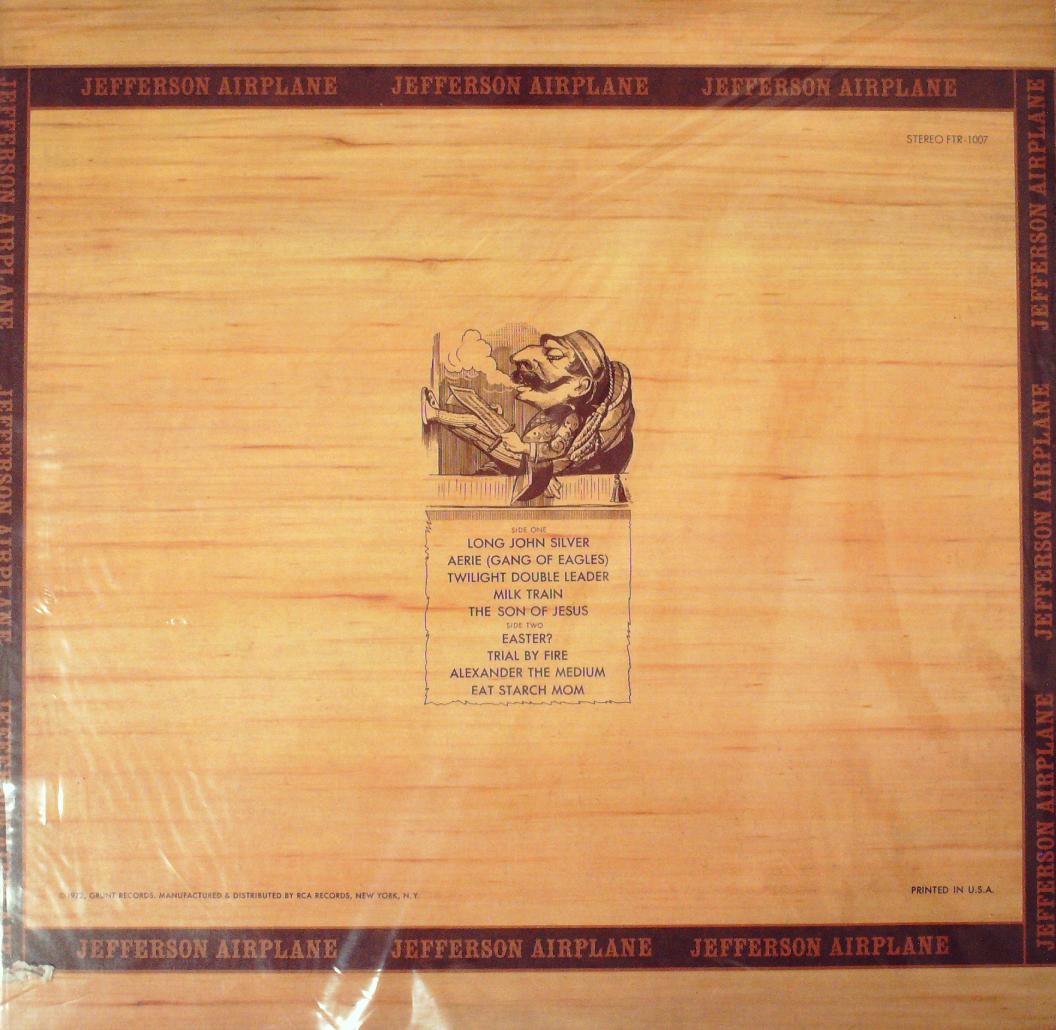 JEFFERSON AIRPLANE JEFFERSON AIRPLANE JEFFERSON AIRPLANE
STEREO FTR-1007
JEFFERSON AIRPLANE JEFFERSON AIRPLANE
JEFFERSON AIRPLANE JEFFERSON AIRPLANE JEFFERSON AIRPLANE
SIDE ONE
LONG JOHN SILVER
AERIE (GANG OF EAGLES)
TWILIGHT DOUBLE LEADER
MILK TRAIN
THE SON OF JESUS
SIDE TWO
EASTER?
TRIAL BY FIRE
ALEXANDER THE MEDIUM
EAT STARCH MOM
©1972, GRUNT RECORDS. MANUFACTURED & DISTRIBUTED BY RCA RECORDS, NEW YORK, N.Y.
PRINTED IN U.S.A.
JEFFERSON AIRPLANE JEFFERSON AIRPLANE JEFFERSON AIRPLANE